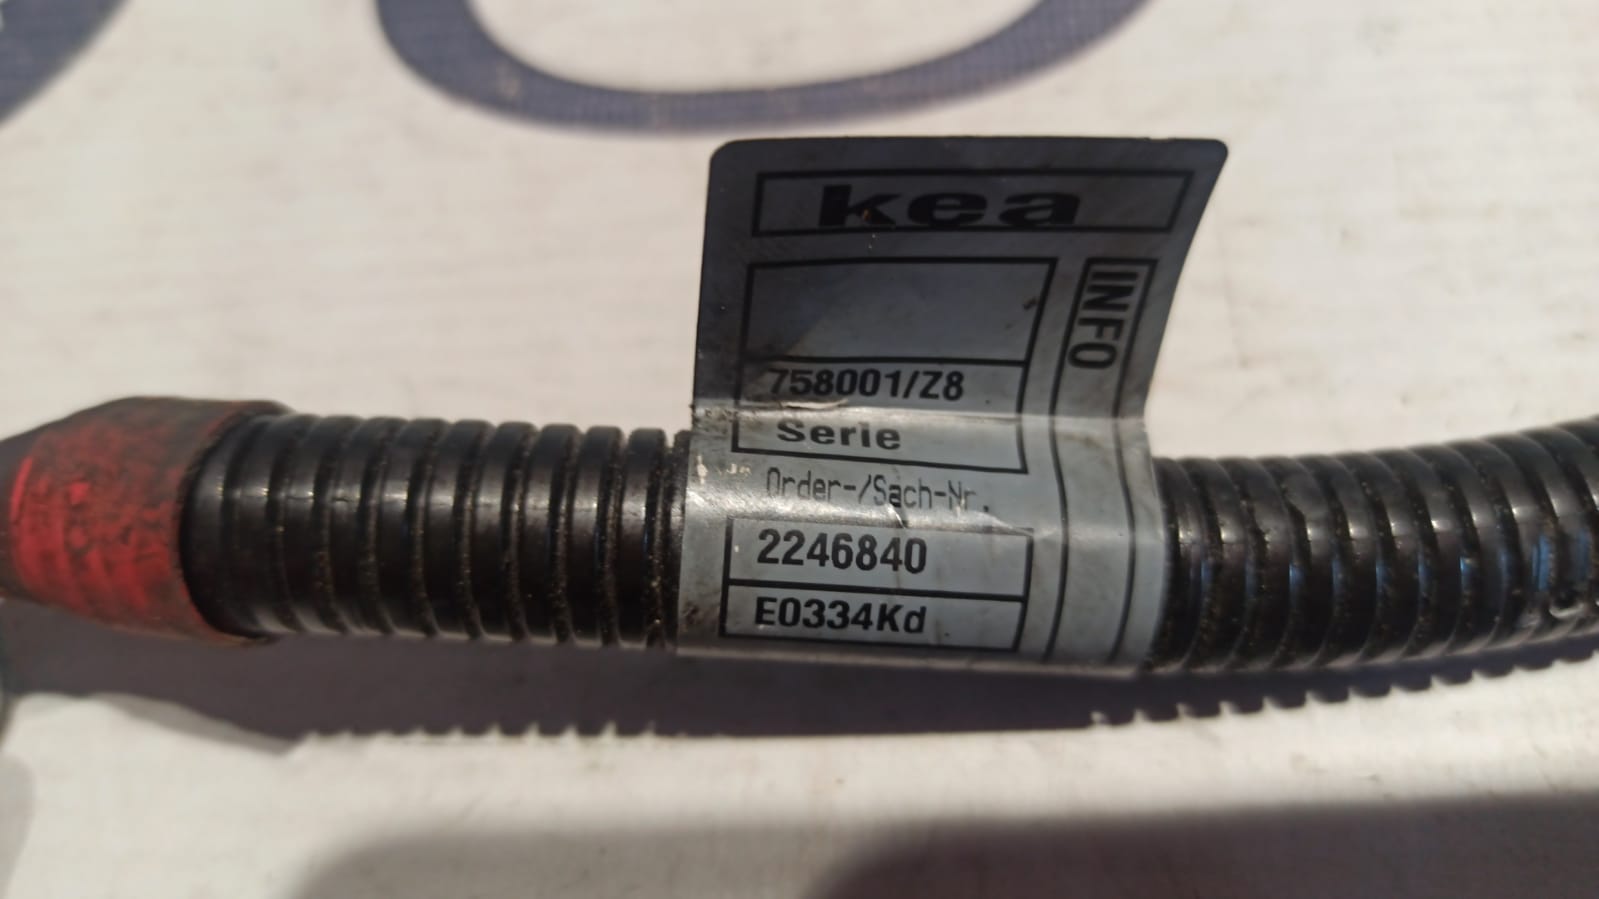 kea
INFO
758001/Z8
Serie
Order-/Sach-Nr.
2246840
E0334Kd